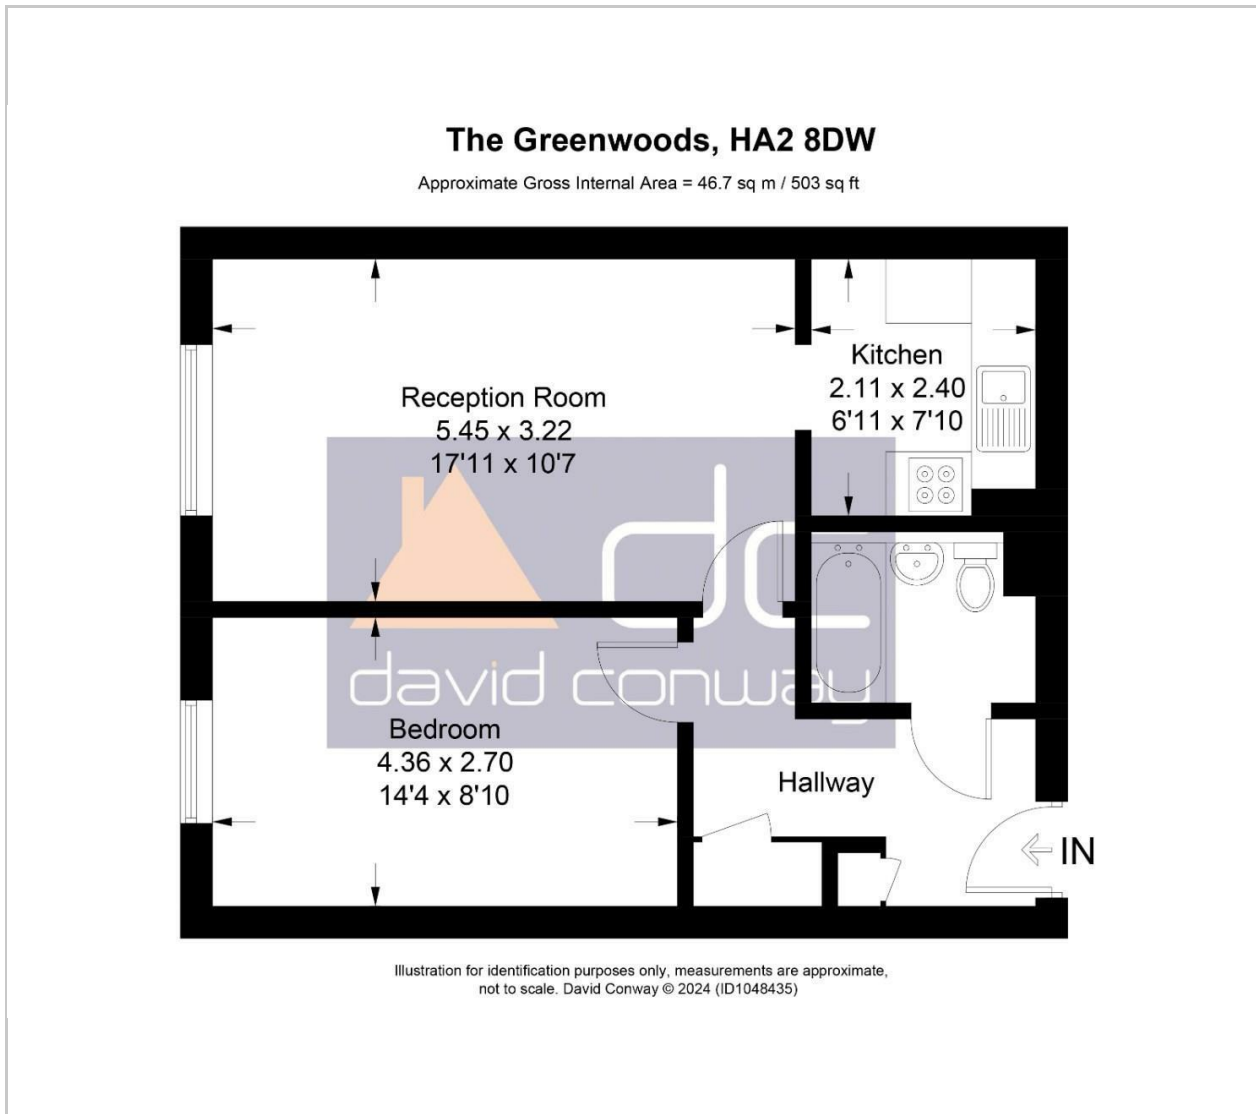 The Greenwoods, HA2 8DW
Approximate Gross Internal Area = 46.7 sq m / 503 sq ft
Kitchen
2.11 x 2.40
6'11 x 7'10
Reception Room
5.45 x 3.22
17'11 x 10'7
dc
david conway
Bedroom
4.36 x 2.70
14'4 x 8'10
Hallway
IN
Illustration for identification purposes only, measurements are approximate,
not to scale. David Conway © 2024 (ID1048435)